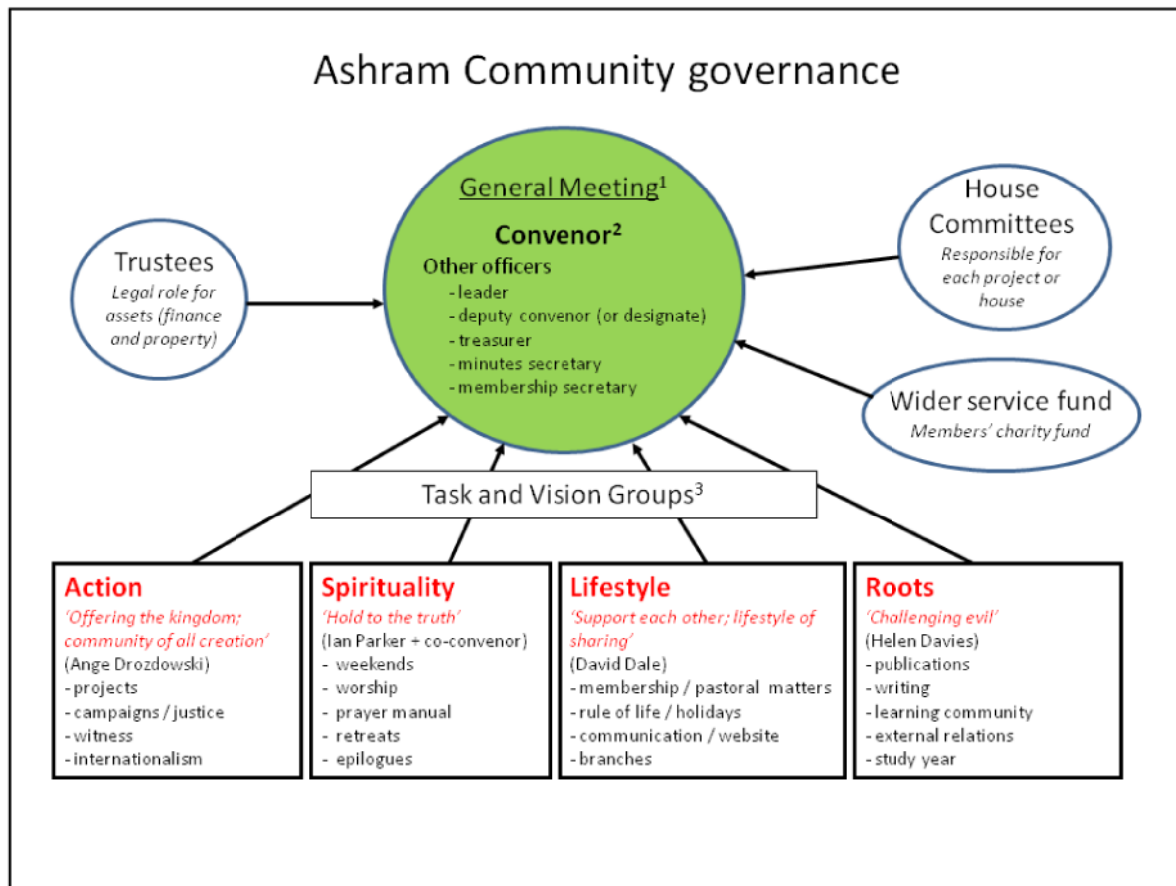 Ashram Community governance
General Meeting¹
Convenor²
Other officers
- leader
- deputy convenor (or designate)
- treasurer
- minutes secretary
- membership secretary
Trustees
Legal role for
assets (finance
and property)
House
Committees
Responsible for
each project or
house
Wider service fund
Members' charity fund
Task and Vision Groups³
Action
'Offering the kingdom;
community of all creation'
(Ange Drozdowski)
- projects
- campaigns / justice
- witness
- internationalism
Spirituality
'Hold to the truth'
(Ian Parker + co-convenor)
- weekends
- worship
- prayer manual
- retreats
- epilogues
Lifestyle
'Support each other; lifestyle of
sharing'
(David Dale)
- membership / pastoral matters
- rule of life / holidays
- communication / website
- branches
Roots
'Challenging evil'
(Helen Davies)
- publications
- writing
- learning community
- external relations
- study year